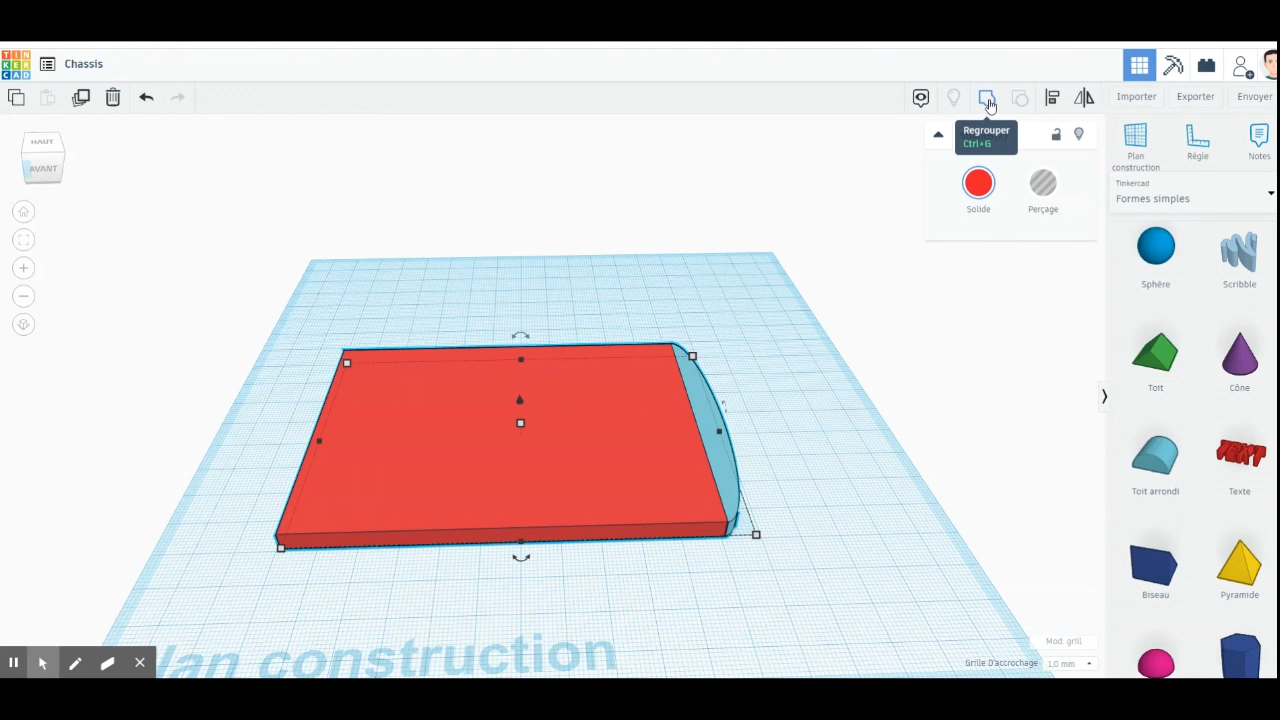 TIN
KER
CAD
Chassis
Importer
Exporter
Envoyer
Regrouper
Ctrl+G
HAUT
AVANT
Solide
Perçage
Plan
construction
Règle
Notes
Tinkercad
Formes simples
Sphère
Scribble
Toit
Cône
Toit arrondi
TEXT
Texte
Biseau
Pyramide
lan construction
Mod. grill
Grille D'accrochage
1,0 mm